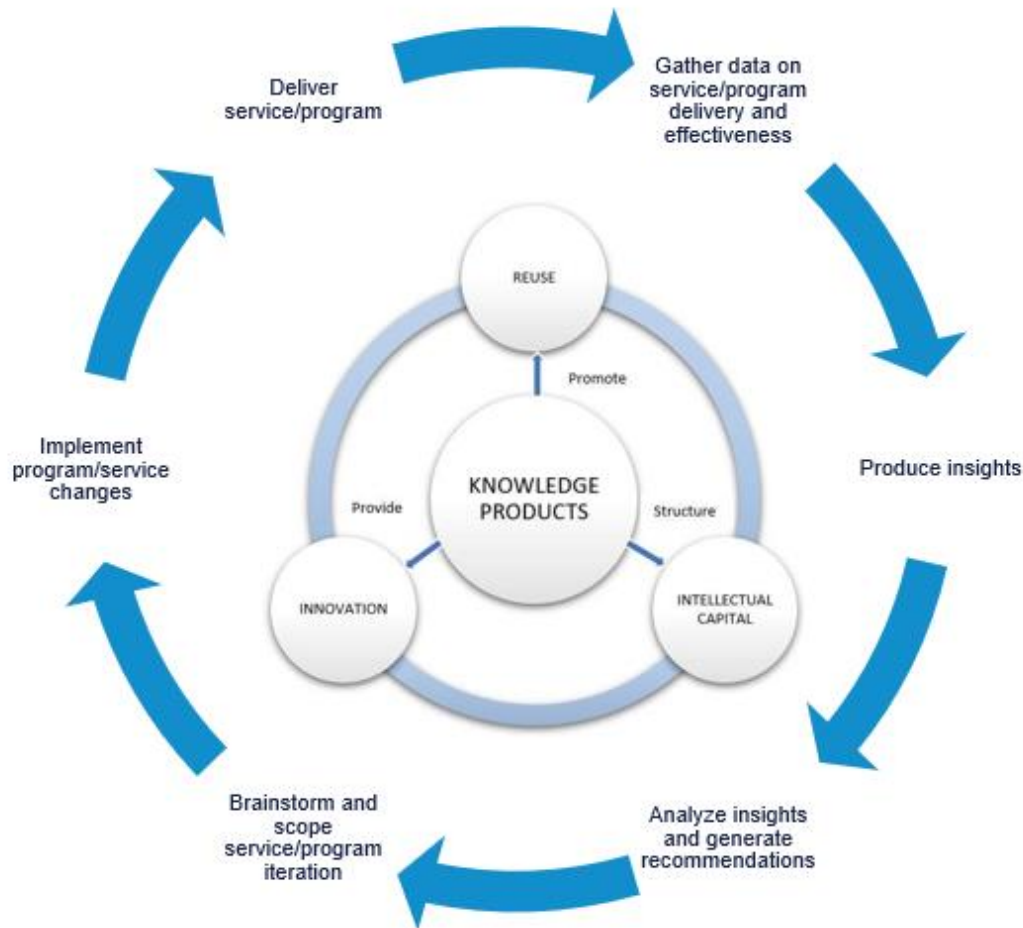 Deliver
service/program
Gather data on
service/program
delivery and
effectiveness
REUSE
Promote
Implement
program/service
changes
KNOWLEDGE
PRODUCTS
Provide
Structure
Produce insights
INNOVATION
INTELLECTUAL
CAPITAL
Brainstorm and
scope
service/program
iteration
Analyze insights
and generate
recommendations